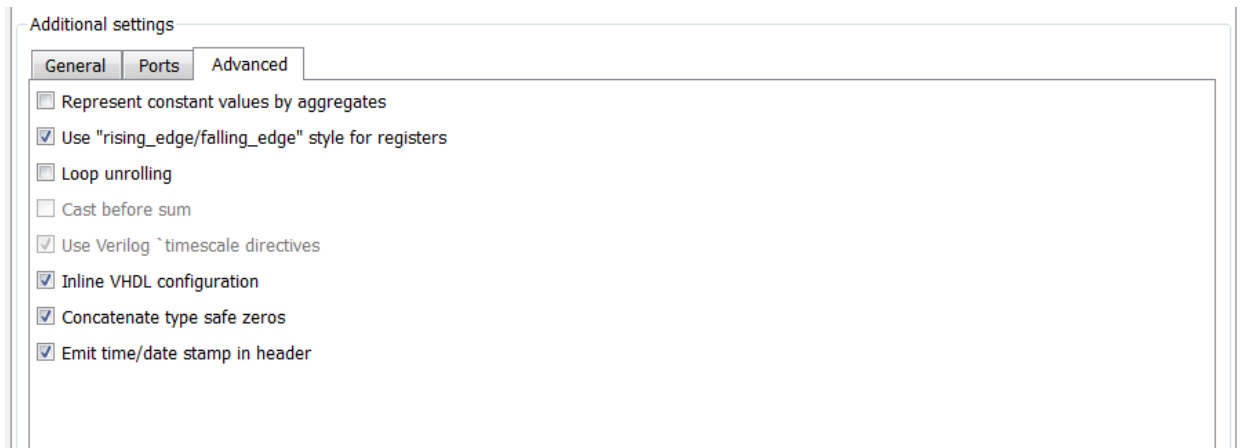 Additional settings
General Ports Advanced
Represent constant values by aggregates
Use "rising_edge/falling_edge" style for registers
Loop unrolling
Cast before sum
Use Verilog `timescale directives
Inline VHDL configuration
Concatenate type safe zeros
Emit time/date stamp in header